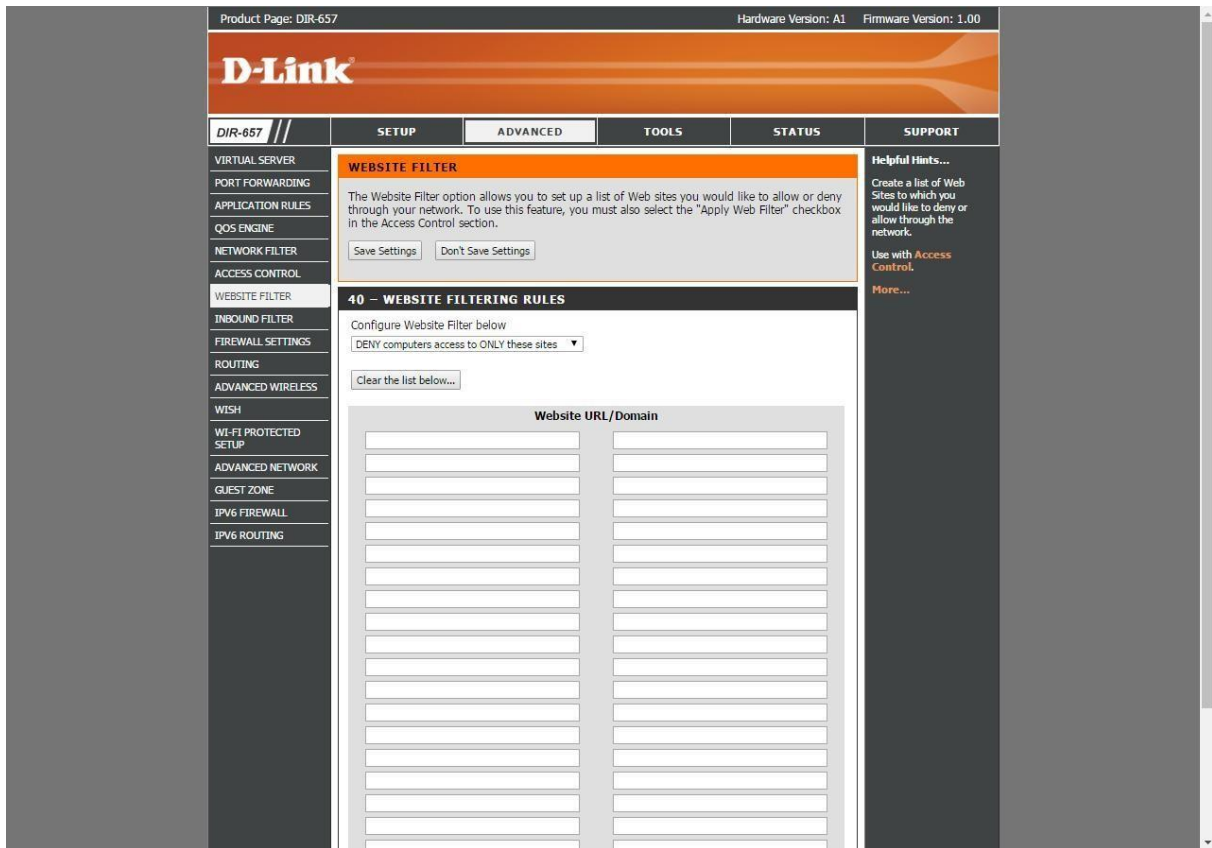 Product Page: DIR-657
Hardware Version: A1 Firmware Version: 1.00
D-Link
DIR-657
SETUP
ADVANCED
TOOLS
STATUS
SUPPORT
VIRTUAL SERVER
PORT FORWARDING
APPLICATION RULES
QOS ENGINE
NETWORK FILTER
ACCESS CONTROL
WEBSITE FILTER
INBOUND FILTER
FIREWALL SETTINGS
ROUTING
ADVANCED WIRELESS
WISH
WI-FI PROTECTED
SETUP
ADVANCED NETWORK
GUEST ZONE
IPV6 FIREWALL
IPV6 ROUTING
WEBSITE FILTER
The Website Filter option allows you to set up a list of Web sites you would like to allow or deny
through your network. To use this feature, you must also select the "Apply Web Filter" checkbox
in the Access Control section.
Save Settings
Don't Save Settings
40 – WEBSITE FILTERING RULES
Configure Website Filter below
DENY computers access to ONLY these sites
Clear the list below...
Website URL/Domain
Helpful Hints...
Create a list of Web
Sites to which you
would like to deny or
allow through the
network.
Use with Access
Control.
More...